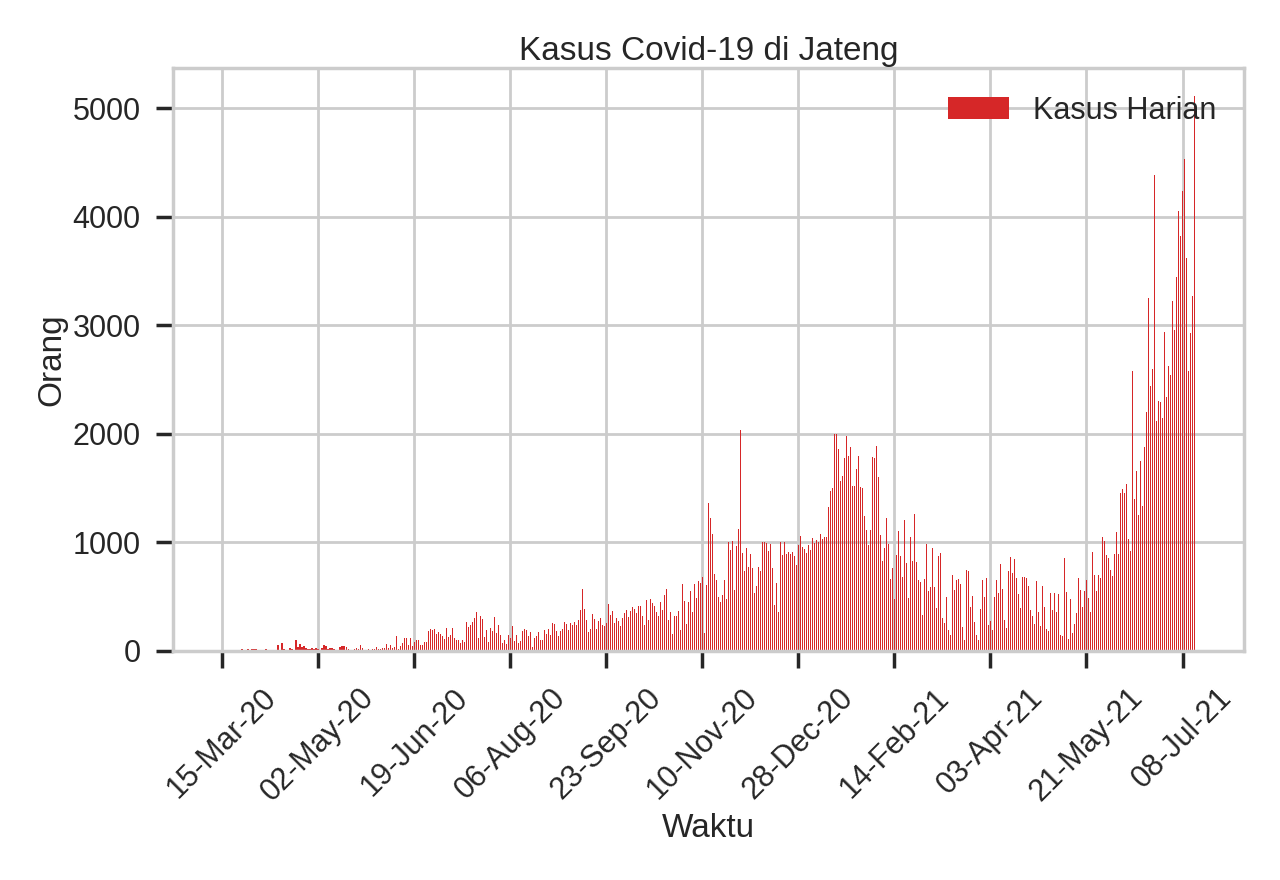 Kasus Covid-19 di Jateng
Kasus Harian
Orang
5000
4000
3000
2000
1000
0
15-Mar-20
02-May-20
19-Jun-20
06-Aug-20
23-Sep-20
10-Nov-20
28-Dec-20
14-Feb-21
03-Apr-21
21-May-21
08-Jul-21
Waktu